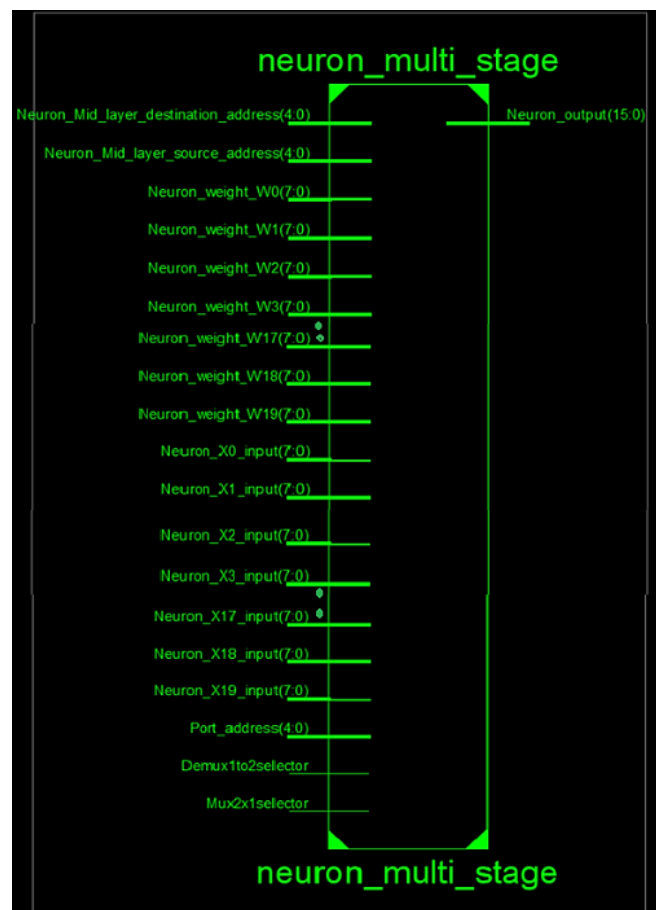 neuron_multi_stage
Neuron_Mid_layer_destination_address(4:0)
Neuron_output(15:0)
Neuron_Mid_layer_source_address(4:0)
Neuron_weight_W0(7:0)
Neuron_weight_W1(7:0)
Neuron_weight_W2(7:0)
Neuron_weight_W3(7:0)
Neuron_weight_W17(7:0)
Neuron_weight_W18(7:0)
Neuron_weight_W19(7:0)
Neuron_X0_input(7:0)
Neuron_X1_input(7:0)
Neuron_X2_input(7:0)
Neuron_X3_input(7:0)
Neuron_X17_input(7:0)
Neuron_X18_input(7:0)
Neuron_X19_input(7:0)
Port_address(4:0)
Demux1to2selector
Mux2x1selector
neuron_multi_stage